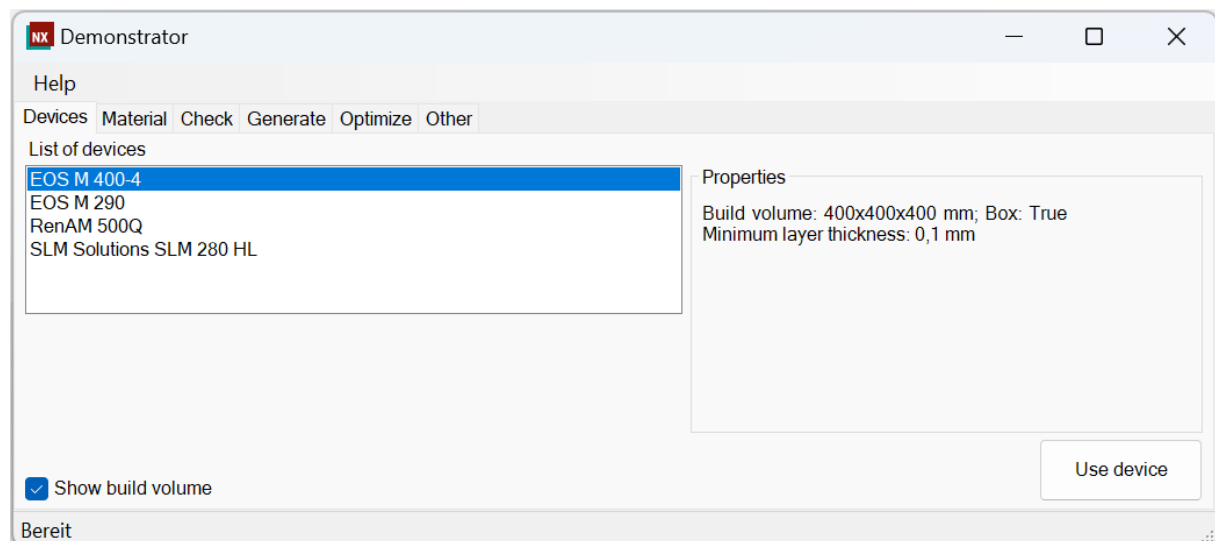 NX Demonstrator
Help
Devices Material Check Generate Optimize Other
List of devices
EOS M 400-4
EOS M 290
RenAM 500Q
SLM Solutions SLM 280 HL
Properties
Build volume: 400x400x400 mm; Box: True
Minimum layer thickness: 0,1 mm
Use device
Show build volume
Bereit